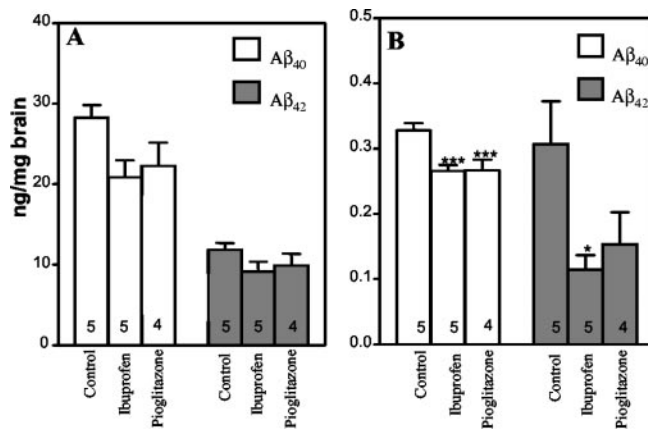 A
B
Aβ40
Aβ42
Aβ40
Aβ42
ng/mg brain
40
30
20
10
0
0.5
0.4
0.3
0.2
0.1
0.0
***
***
*
5
5
4
5
5
4
5
5
4
5
5
4
Control
Ibuprofen
Pioglitazone
Control
Ibuprofen
Pioglitazone
Control
Ibuprofen
Pioglitazone
Control
Ibuprofen
Pioglitazone